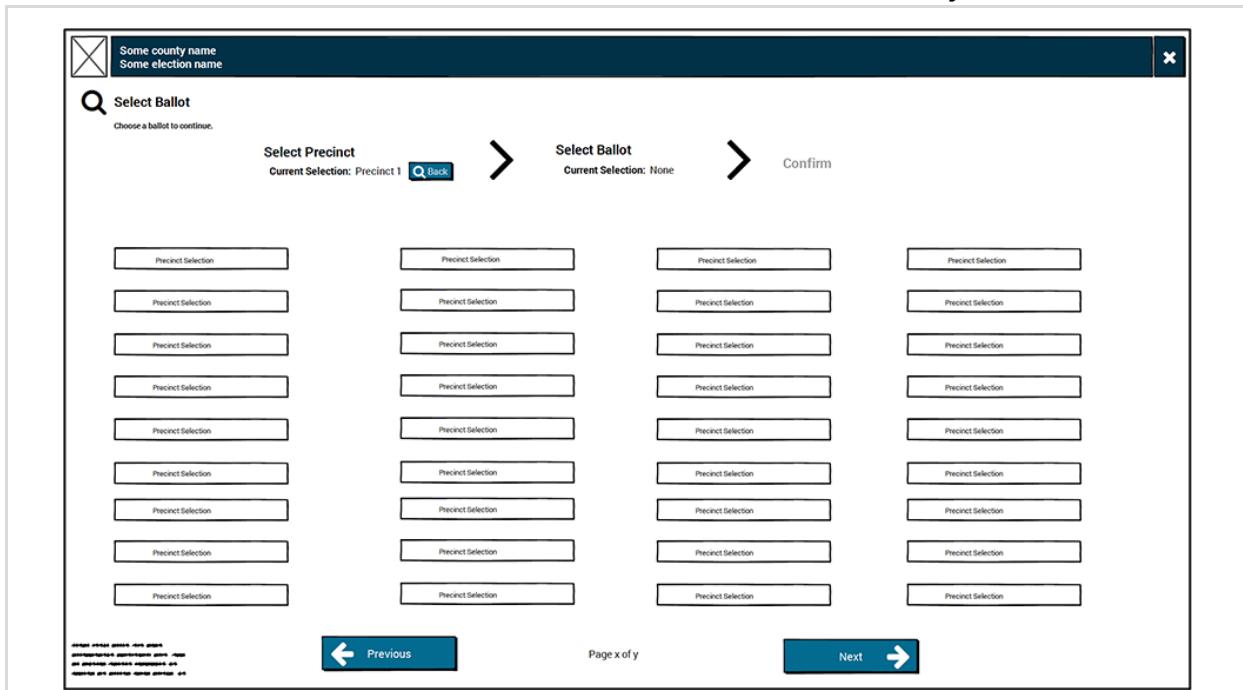 Some county name
Some election name
Select Ballot
Choose a ballot to continue.
Select Precinct
Current Selection: Precinct 1 Back
Select Ballot
Current Selection: None
Confirm
Precinct Selection Precinct Selection Precinct Selection Precinct Selection
Precinct Selection Precinct Selection Precinct Selection Precinct Selection
Precinct Selection Precinct Selection Precinct Selection Precinct Selection
Precinct Selection Precinct Selection Precinct Selection Precinct Selection
Precinct Selection Precinct Selection Precinct Selection Precinct Selection
Precinct Selection Precinct Selection Precinct Selection Precinct Selection
Precinct Selection Precinct Selection Precinct Selection Precinct Selection
Precinct Selection Precinct Selection Precinct Selection Precinct Selection
Precinct Selection Precinct Selection Precinct Selection Precinct Selection
Previous Page x of y Next